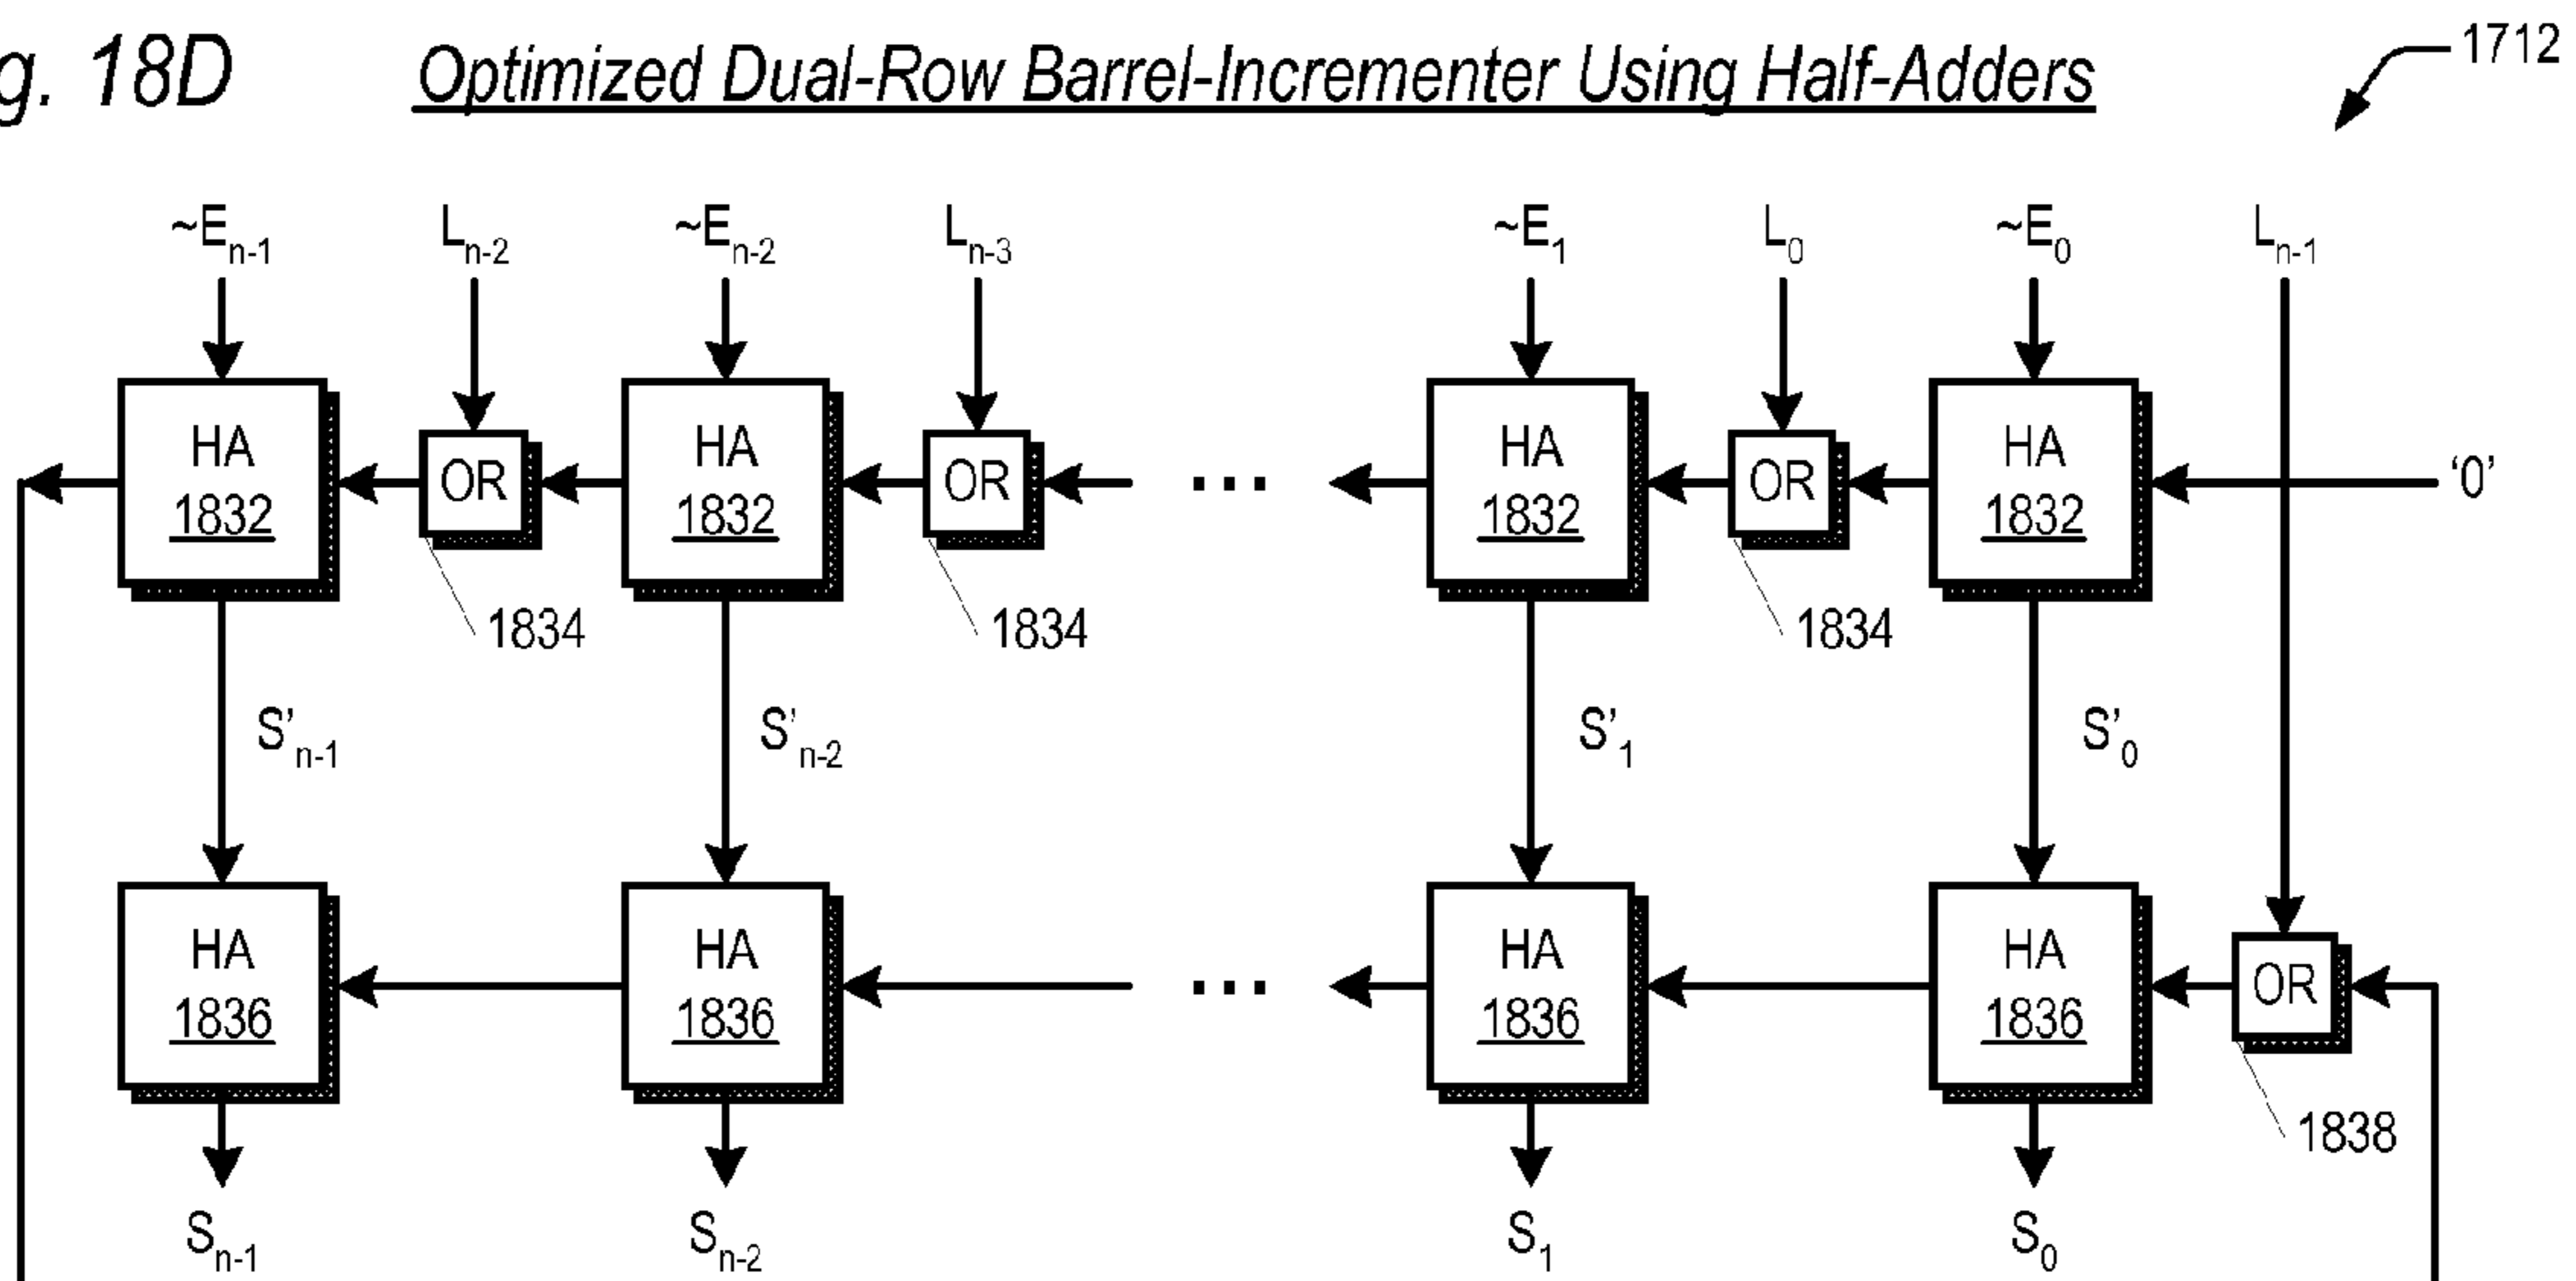 g. 18D Optimized Dual-Row Barrel-Incrementer Using Half-Adders 1712
~Eₙ₋₁ Lₙ₋₂ ~Eₙ₋₂ Lₙ₋₃ ~E₁ L₀ ~E₀ Lₙ₋₁
HA OR HA OR ... HA OR HA '0'
1832 1832 1832 1832
1834 1834 1834
S'ₙ₋₁ S'ₙ₋₂ S'₁ S'₀
HA HA ... HA HA OR
1836 1836 1836 1836
1838
Sₙ₋₁ Sₙ₋₂ S₁ S₀